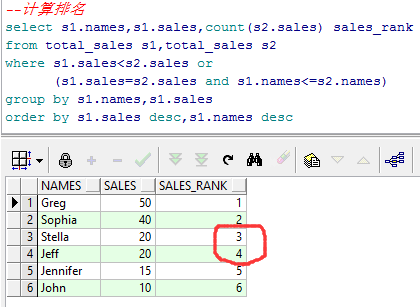 --计算排名
select s1.names,s1.sales,count(s2.sales) sales_rank
from total_sales s1,total_sales s2
where s1.sales<s2.sales or
(s1.sales=s2.sales and s1.names<=s2.names)
group by s1.names,s1.sales
order by s1.sales desc,s1.names desc
NAMES SALES SALES_RANK
1 Greg 50 1
2 Sophia 40 2
3 Stella 20 3
4 Jeff 20 4
5 Jennifer 15 5
6 John 10 6